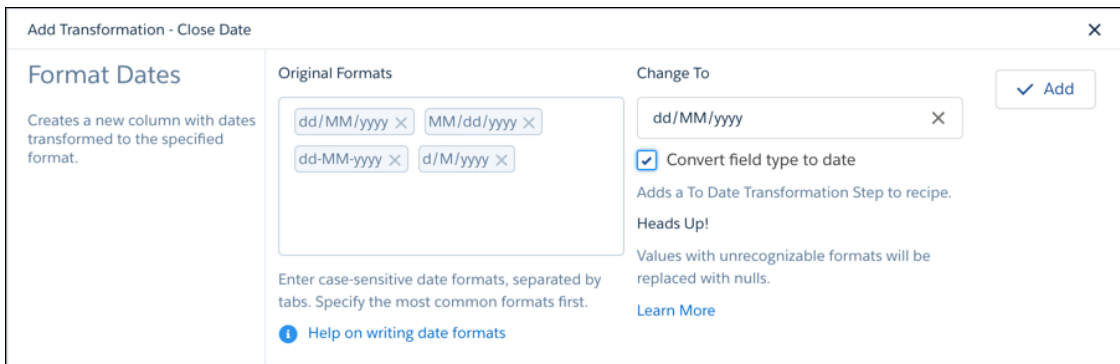 Add Transformation - Close Date
Format Dates
Creates a new column with dates
transformed to the specified
format.
Original Formats
dd/MM/yyyy MM/dd/yyyy
dd-MM-yyyy d/M/yyyy
Enter case-sensitive date formats, separated by
tabs. Specify the most common formats first.
Help on writing date formats
Change To
dd/MM/yyyy
Convert field type to date
Adds a To Date Transformation Step to recipe.
Heads Up!
Values with unrecognizable formats will be
replaced with nulls.
Learn More
Add